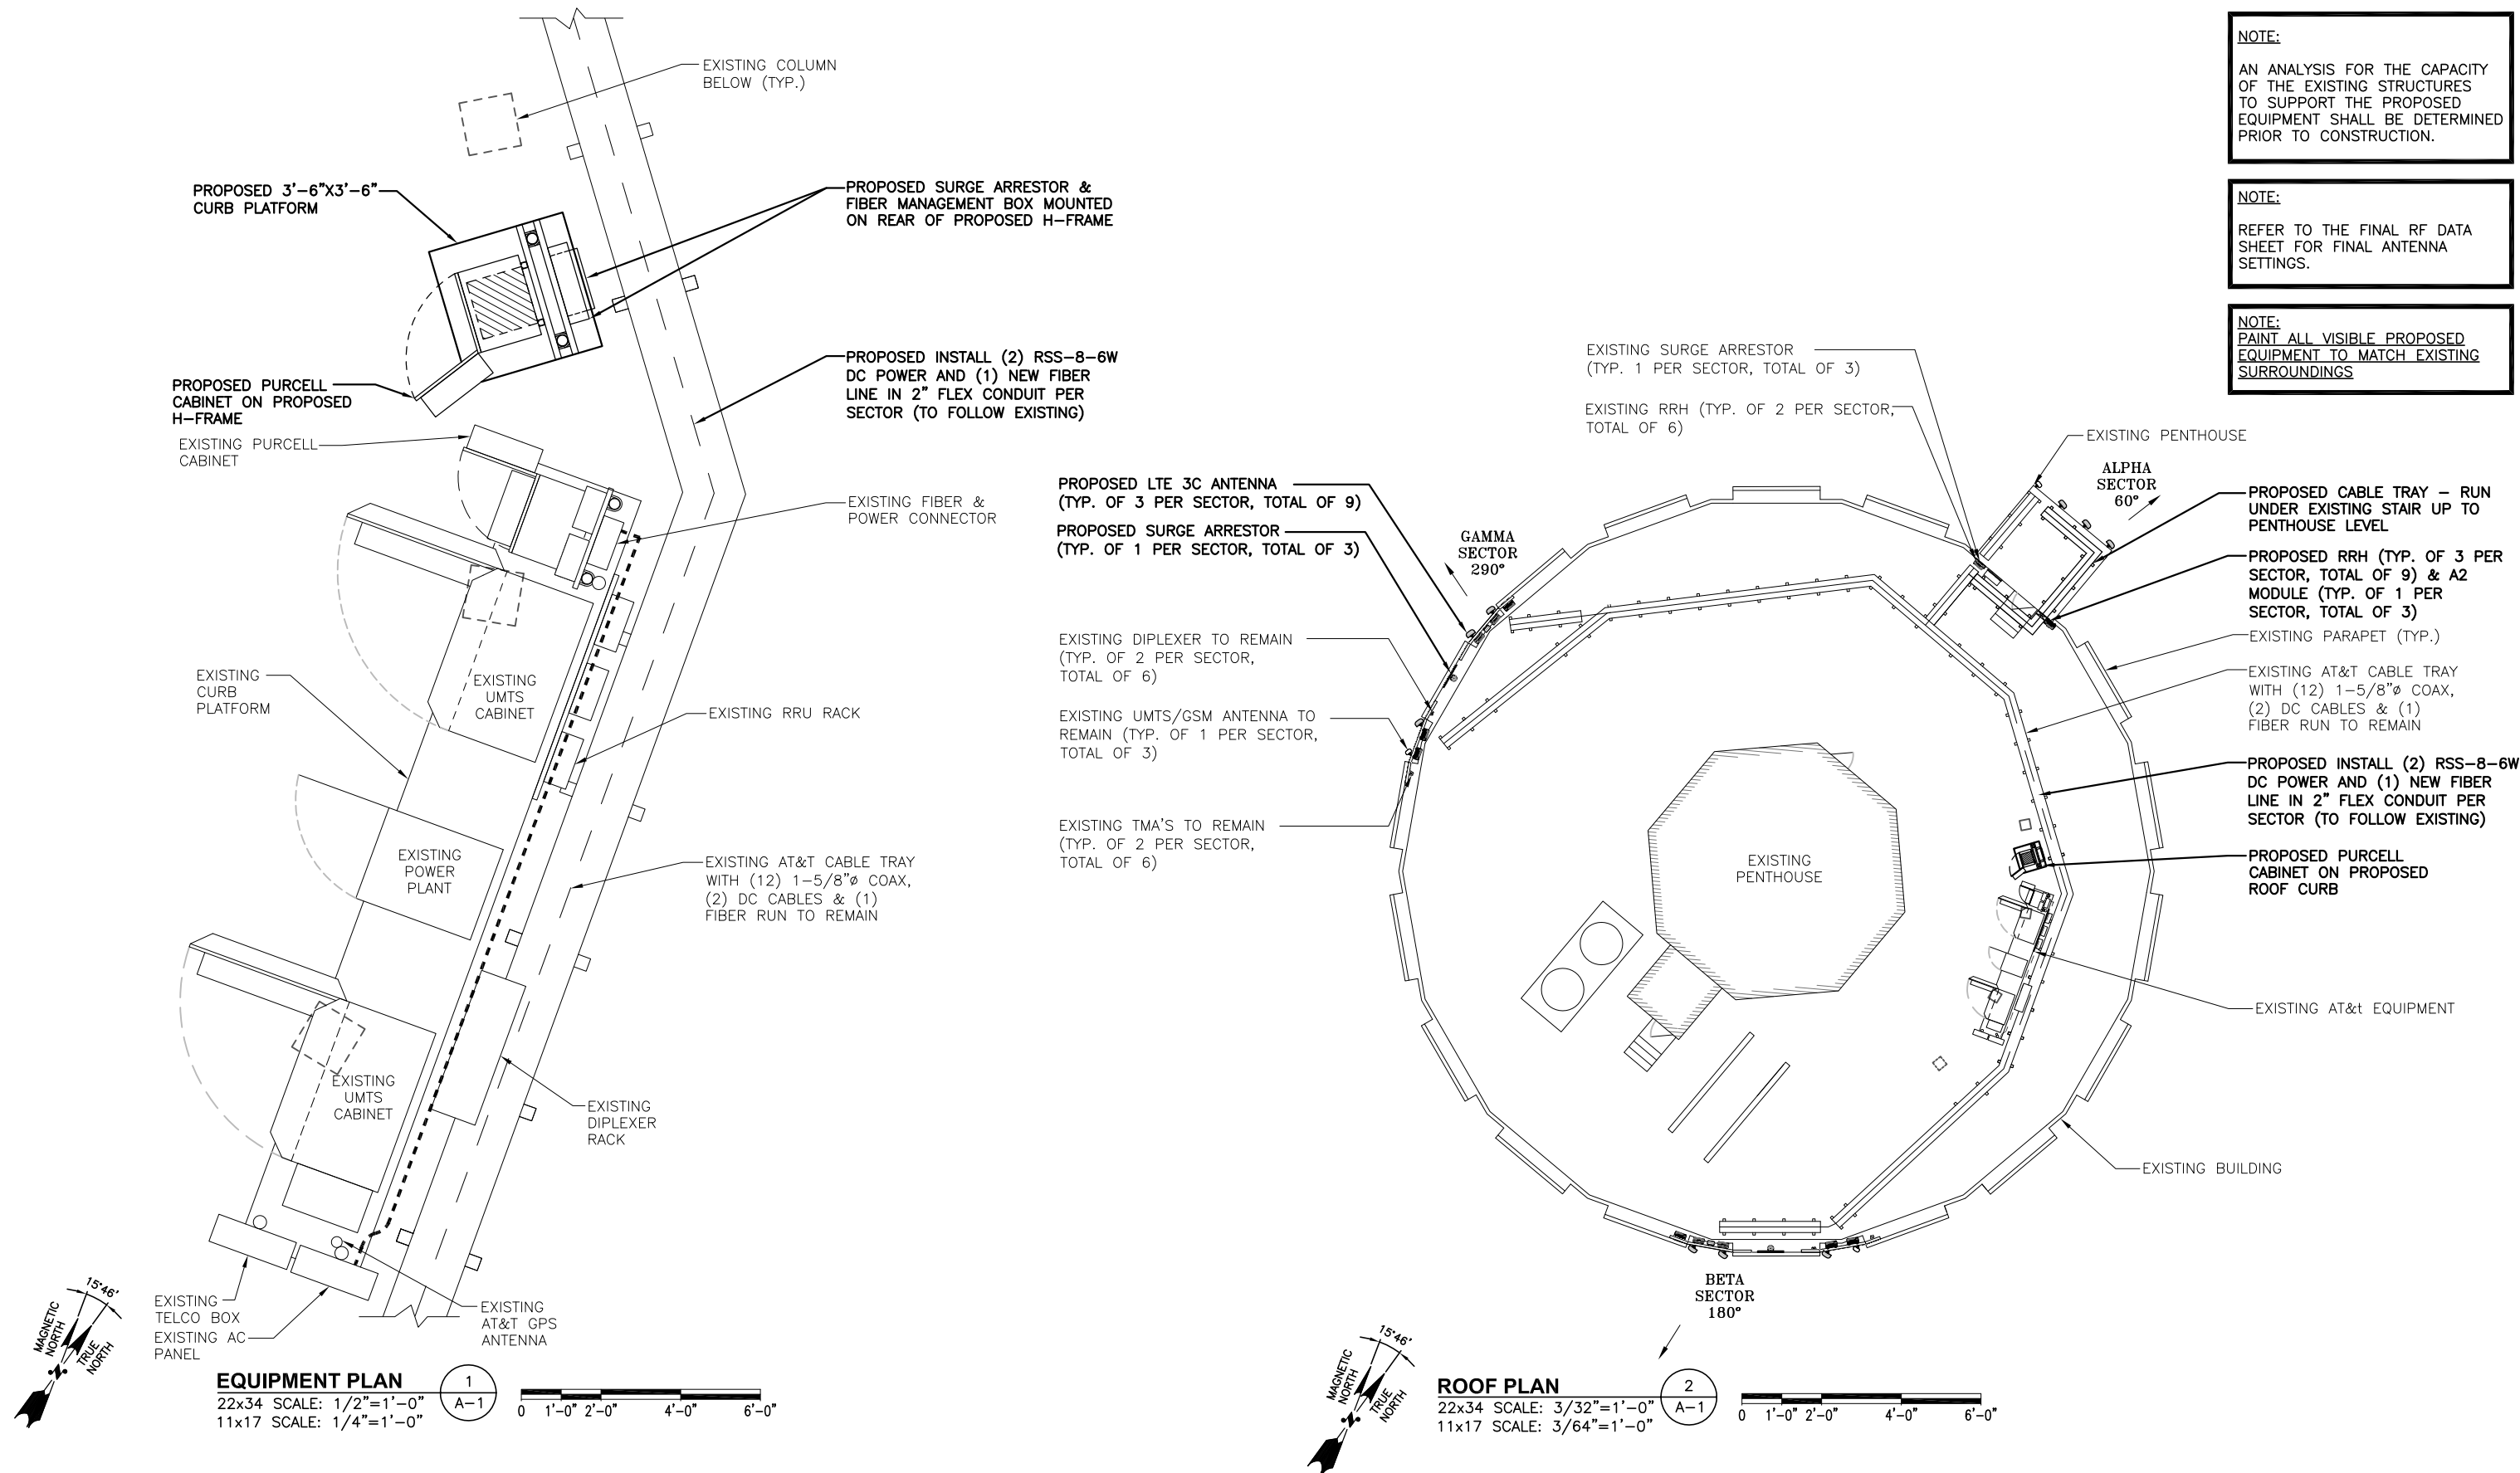 EXISTING COLUMN
BELOW (TYP.)
PROPOSED 3'-6"X3'-6"
CURB PLATFORM
PROPOSED SURGE ARRESTOR &
FIBER MANAGEMENT BOX MOUNTED
ON REAR OF PROPOSED H-FRAME
PROPOSED INSTALL (2) RSS-8-6W
DC POWER AND (1) NEW FIBER
LINE IN 2" FLEX CONDUIT PER
SECTOR (TO FOLLOW EXISTING)
PROPOSED PURCELL
CABINET ON PROPOSED
H-FRAME
EXISTING PURCELL
CABINET
EXISTING FIBER &
POWER CONNECTOR
EXISTING
CURB
PLATFORM
EXISTING
UMTS
CABINET
EXISTING RRU RACK
EXISTING
POWER
PLANT
EXISTING AT&T CABLE TRAY
WITH (12) 1-5/8"ø COAX,
(2) DC CABLES & (1)
FIBER RUN TO REMAIN
EXISTING
UMTS
CABINET
EXISTING
DIPLEXER
RACK
EXISTING
TELCO BOX
EXISTING AC
PANEL
EXISTING
AT&T GPS
ANTENNA
15°46'
MAGNETIC
NORTH
TRUE
NORTH
N
EQUIPMENT PLAN
22x34 SCALE: 1/2"=1'-0"
11x17 SCALE: 1/4"=1'-0"
1
A-1
0 1'-0" 2'-0" 4'-0" 6'-0"
NOTE:
AN ANALYSIS FOR THE CAPACITY
OF THE EXISTING STRUCTURES
TO SUPPORT THE PROPOSED
EQUIPMENT SHALL BE DETERMINED
PRIOR TO CONSTRUCTION.
NOTE:
REFER TO THE FINAL RF DATA
SHEET FOR FINAL ANTENNA
SETTINGS.
NOTE:
PAINT ALL VISIBLE PROPOSED
EQUIPMENT TO MATCH EXISTING
SURROUNDINGS
EXISTING SURGE ARRESTOR
(TYP. 1 PER SECTOR, TOTAL OF 3)
EXISTING RRH (TYP. OF 2 PER SECTOR,
TOTAL OF 6)
EXISTING PENTHOUSE
ALPHA
SECTOR
60°
PROPOSED LTE 3C ANTENNA
(TYP. OF 3 PER SECTOR, TOTAL OF 9)
PROPOSED SURGE ARRESTOR
(TYP. OF 1 PER SECTOR, TOTAL OF 3)
GAMMA
SECTOR
290°
PROPOSED CABLE TRAY - RUN
UNDER EXISTING STAIR UP TO
PENTHOUSE LEVEL
PROPOSED RRH (TYP. OF 3 PER
SECTOR, TOTAL OF 9) & A2
MODULE (TYP. OF 1 PER
SECTOR, TOTAL OF 3)
EXISTING PARAPET (TYP.)
EXISTING DIPLEXER TO REMAIN
(TYP. OF 2 PER SECTOR,
TOTAL OF 6)
EXISTING AT&T CABLE TRAY
WITH (12) 1-5/8"ø COAX,
(2) DC CABLES & (1)
FIBER RUN TO REMAIN
EXISTING UMTS/GSM ANTENNA TO
REMAIN (TYP. OF 1 PER SECTOR,
TOTAL OF 3)
PROPOSED INSTALL (2) RSS-8-6W
DC POWER AND (1) NEW FIBER
LINE IN 2" FLEX CONDUIT PER
SECTOR (TO FOLLOW EXISTING)
EXISTING TMA'S TO REMAIN
(TYP. OF 2 PER SECTOR,
TOTAL OF 6)
EXISTING
PENTHOUSE
PROPOSED PURCELL
CABINET ON PROPOSED
ROOF CURB
EXISTING AT&t EQUIPMENT
EXISTING BUILDING
BETA
SECTOR
180°
15°46'
MAGNETIC
NORTH
TRUE
NORTH
N
ROOF PLAN
22x34 SCALE: 3/32"=1'-0"
11x17 SCALE: 3/64"=1'-0"
2
A-1
0 1'-0" 2'-0" 4'-0" 6'-0"